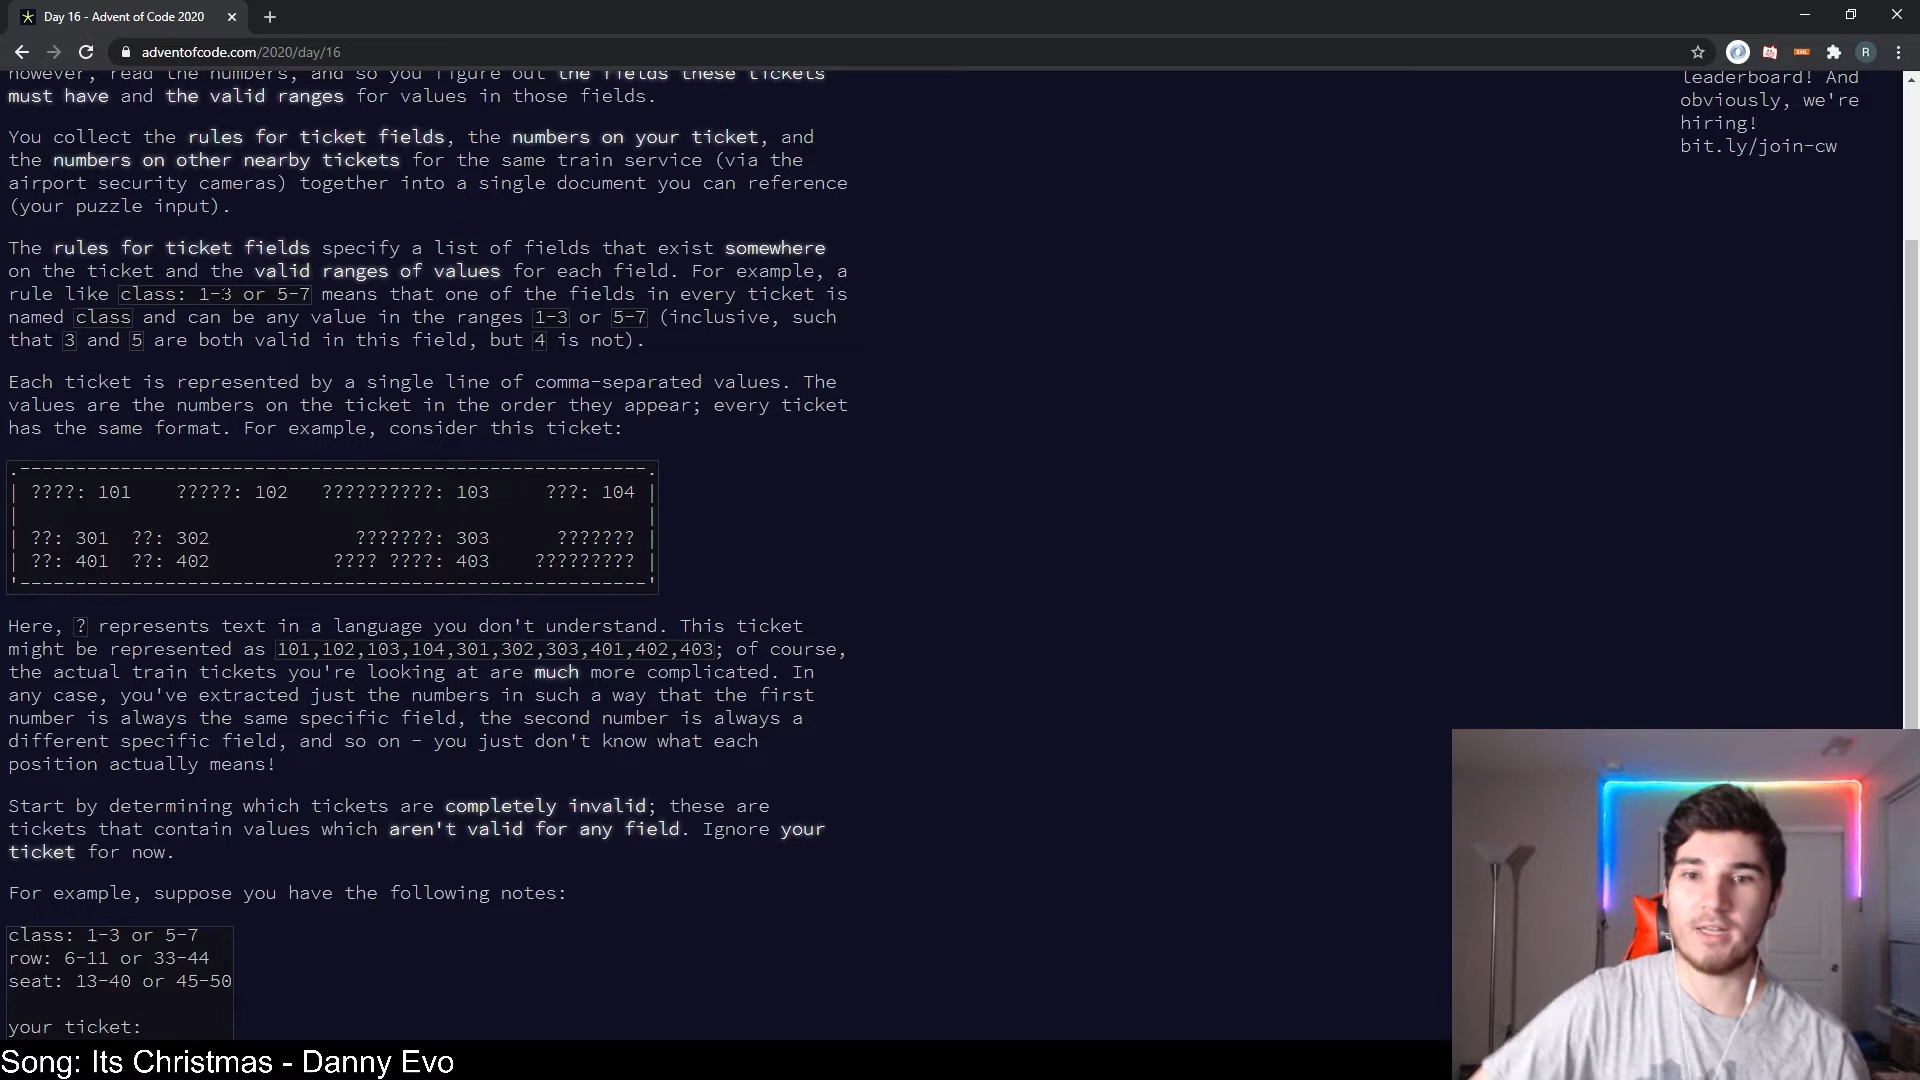 Day 16 - Advent of Code 2020
adventofcode.com/2020/day/16
however, read the numbers, and so you figure out the fields these tickets
must have and the valid ranges for values in those fields.
You collect the rules for ticket fields, the numbers on your ticket, and
the numbers on other nearby tickets for the same train service (via the
airport security cameras) together into a single document you can reference
(your puzzle input).
The rules for ticket fields specify a list of fields that exist somewhere
on the ticket and the valid ranges of values for each field. For example, a
rule like class: 1-3 or 5-7 means that one of the fields in every ticket is
named class and can be any value in the ranges 1-3 or 5-7 (inclusive, such
that 3 and 5 are both valid in this field, but 4 is not).
Each ticket is represented by a single line of comma-separated values. The
values are the numbers on the ticket in the order they appear; every ticket
has the same format. For example, consider this ticket:
.--------------------------------------------------------.
| ????: 101    ?????: 102   ??????????: 103     ???: 104 |
|                                                        |
| ??: 301  ??: 302             ???????: 303      ??????? |
| ??: 401  ??: 402           ???? ????: 403    ????????? |
'--------------------------------------------------------'
Here, ? represents text in a language you don't understand. This ticket
might be represented as 101,102,103,104,301,302,303,401,402,403; of course,
the actual train tickets you're looking at are much more complicated. In
any case, you've extracted just the numbers in such a way that the first
number is always the same specific field, the second number is always a
different specific field, and so on - you just don't know what each
position actually means!
Start by determining which tickets are completely invalid; these are
tickets that contain values which aren't valid for any field. Ignore your
ticket for now.
For example, suppose you have the following notes:
class: 1-3 or 5-7
row: 6-11 or 33-44
seat: 13-40 or 45-50
your ticket:
leaderboard! And
obviously, we're
hiring!
bit.ly/join-cw
R
Song: Its Christmas - Danny Evo